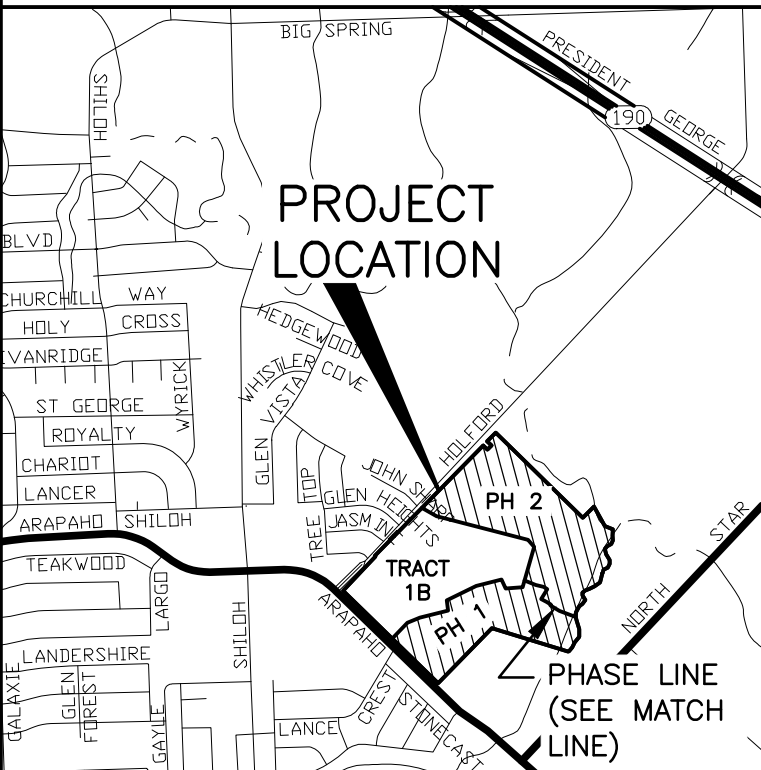 BIG SPRING
PRESIDENT
GEORGE
190
SHILOH
PROJECT
LOCATION
BLVD
CHURCHILL WAY
HOLY CROSS
VANRIDGE
ST GEORGE
WYRICK
ROYALTY
CHARIOT
LANCER
ARAPAHO
SHILOH
HEDGEWOOD
WHISTLER COVE
GLEN VISTA
HOLFORD
JOHN
GLEN HEIGHTS
JASMINE
TREE TOP
PH 2
TRACT
1B
PH 1
TEAKWOOD
LARGO
SHILOH
ARAPAHO
NORTH STAR
LANDERSHIRE
GALAXIE
GLEN
FOREST
GAYLE
LANCE
CREST
STONECAST
PHASE LINE
(SEE MATCH
LINE)